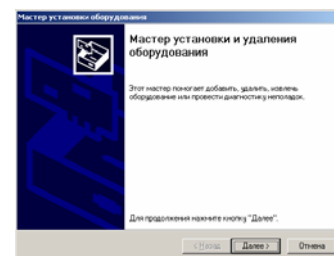 Мастер установки оборудования
Мастер установки и удаления
оборудования
Этот мастер помогает добавить, удалить, извлечь
оборудование или провести диагностику неполадок.
Для продолжения нажмите кнопку "Далее".
< Назад
Далее >
Отмена